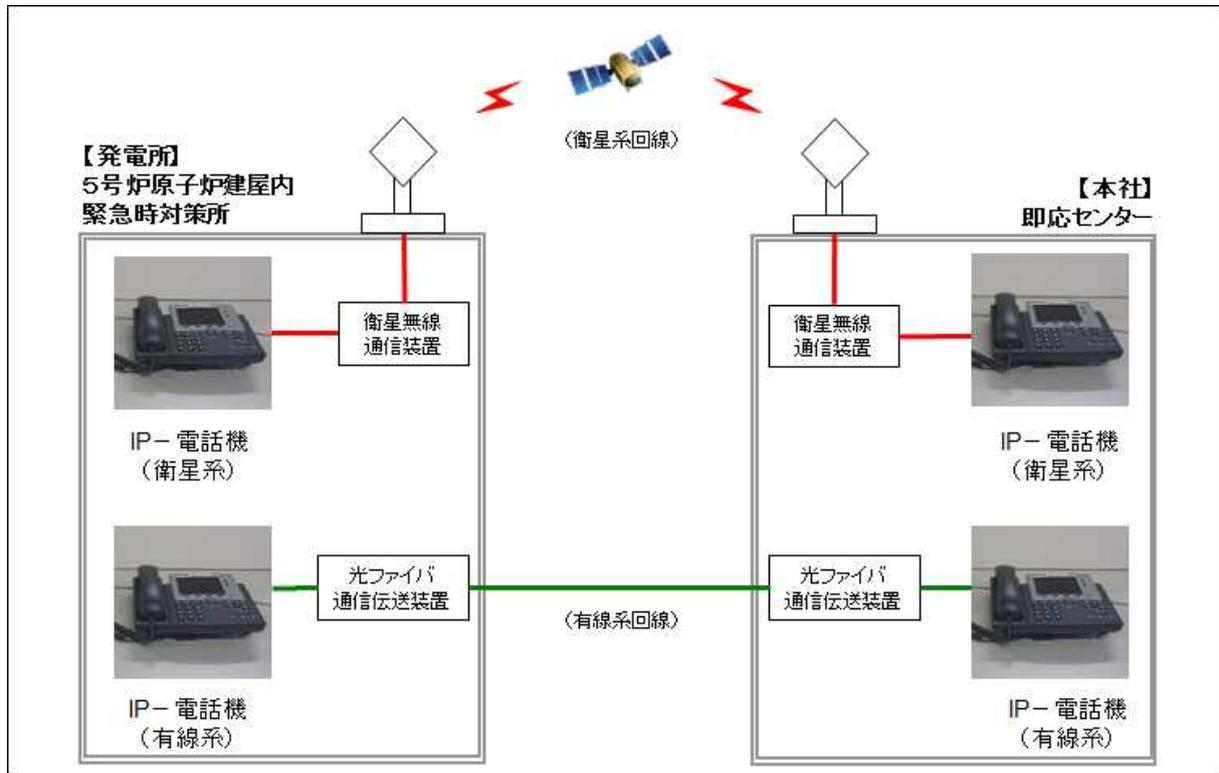 (衛星系回線)
【発電所】
5号炉原子炉建屋内
緊急時対策所
【本社】
即応センター
衛星無線
通信装置
衛星無線
通信装置
IP-電話機
(衛星系)
IP-電話機
(衛星系)
光ファイバ
通信伝送装置
光ファイバ
通信伝送装置
(有線系回線)
IP-電話機
(有線系)
IP-電話機
(有線系)